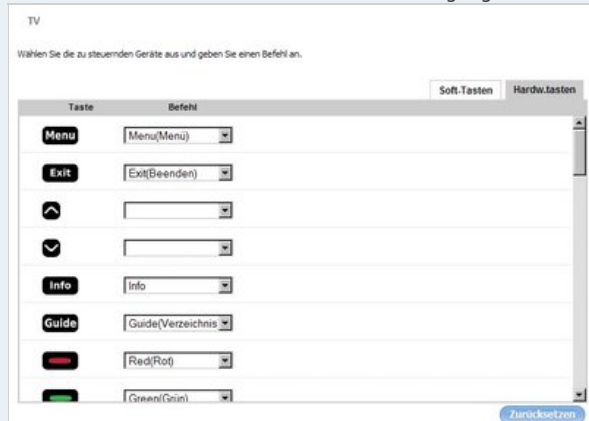 TV
Wählen Sie die zu steuernden Geräte aus und geben Sie einen Befehl an.
Soft-Tasten Hardw.tasten
Taste Befehl
Menu Menu(Menü)
Exit Exit(Beenden)
Info Info
Guide Guide(Verzeichnis
Red(Rot)
Green(Grün)
Zurücksetzen